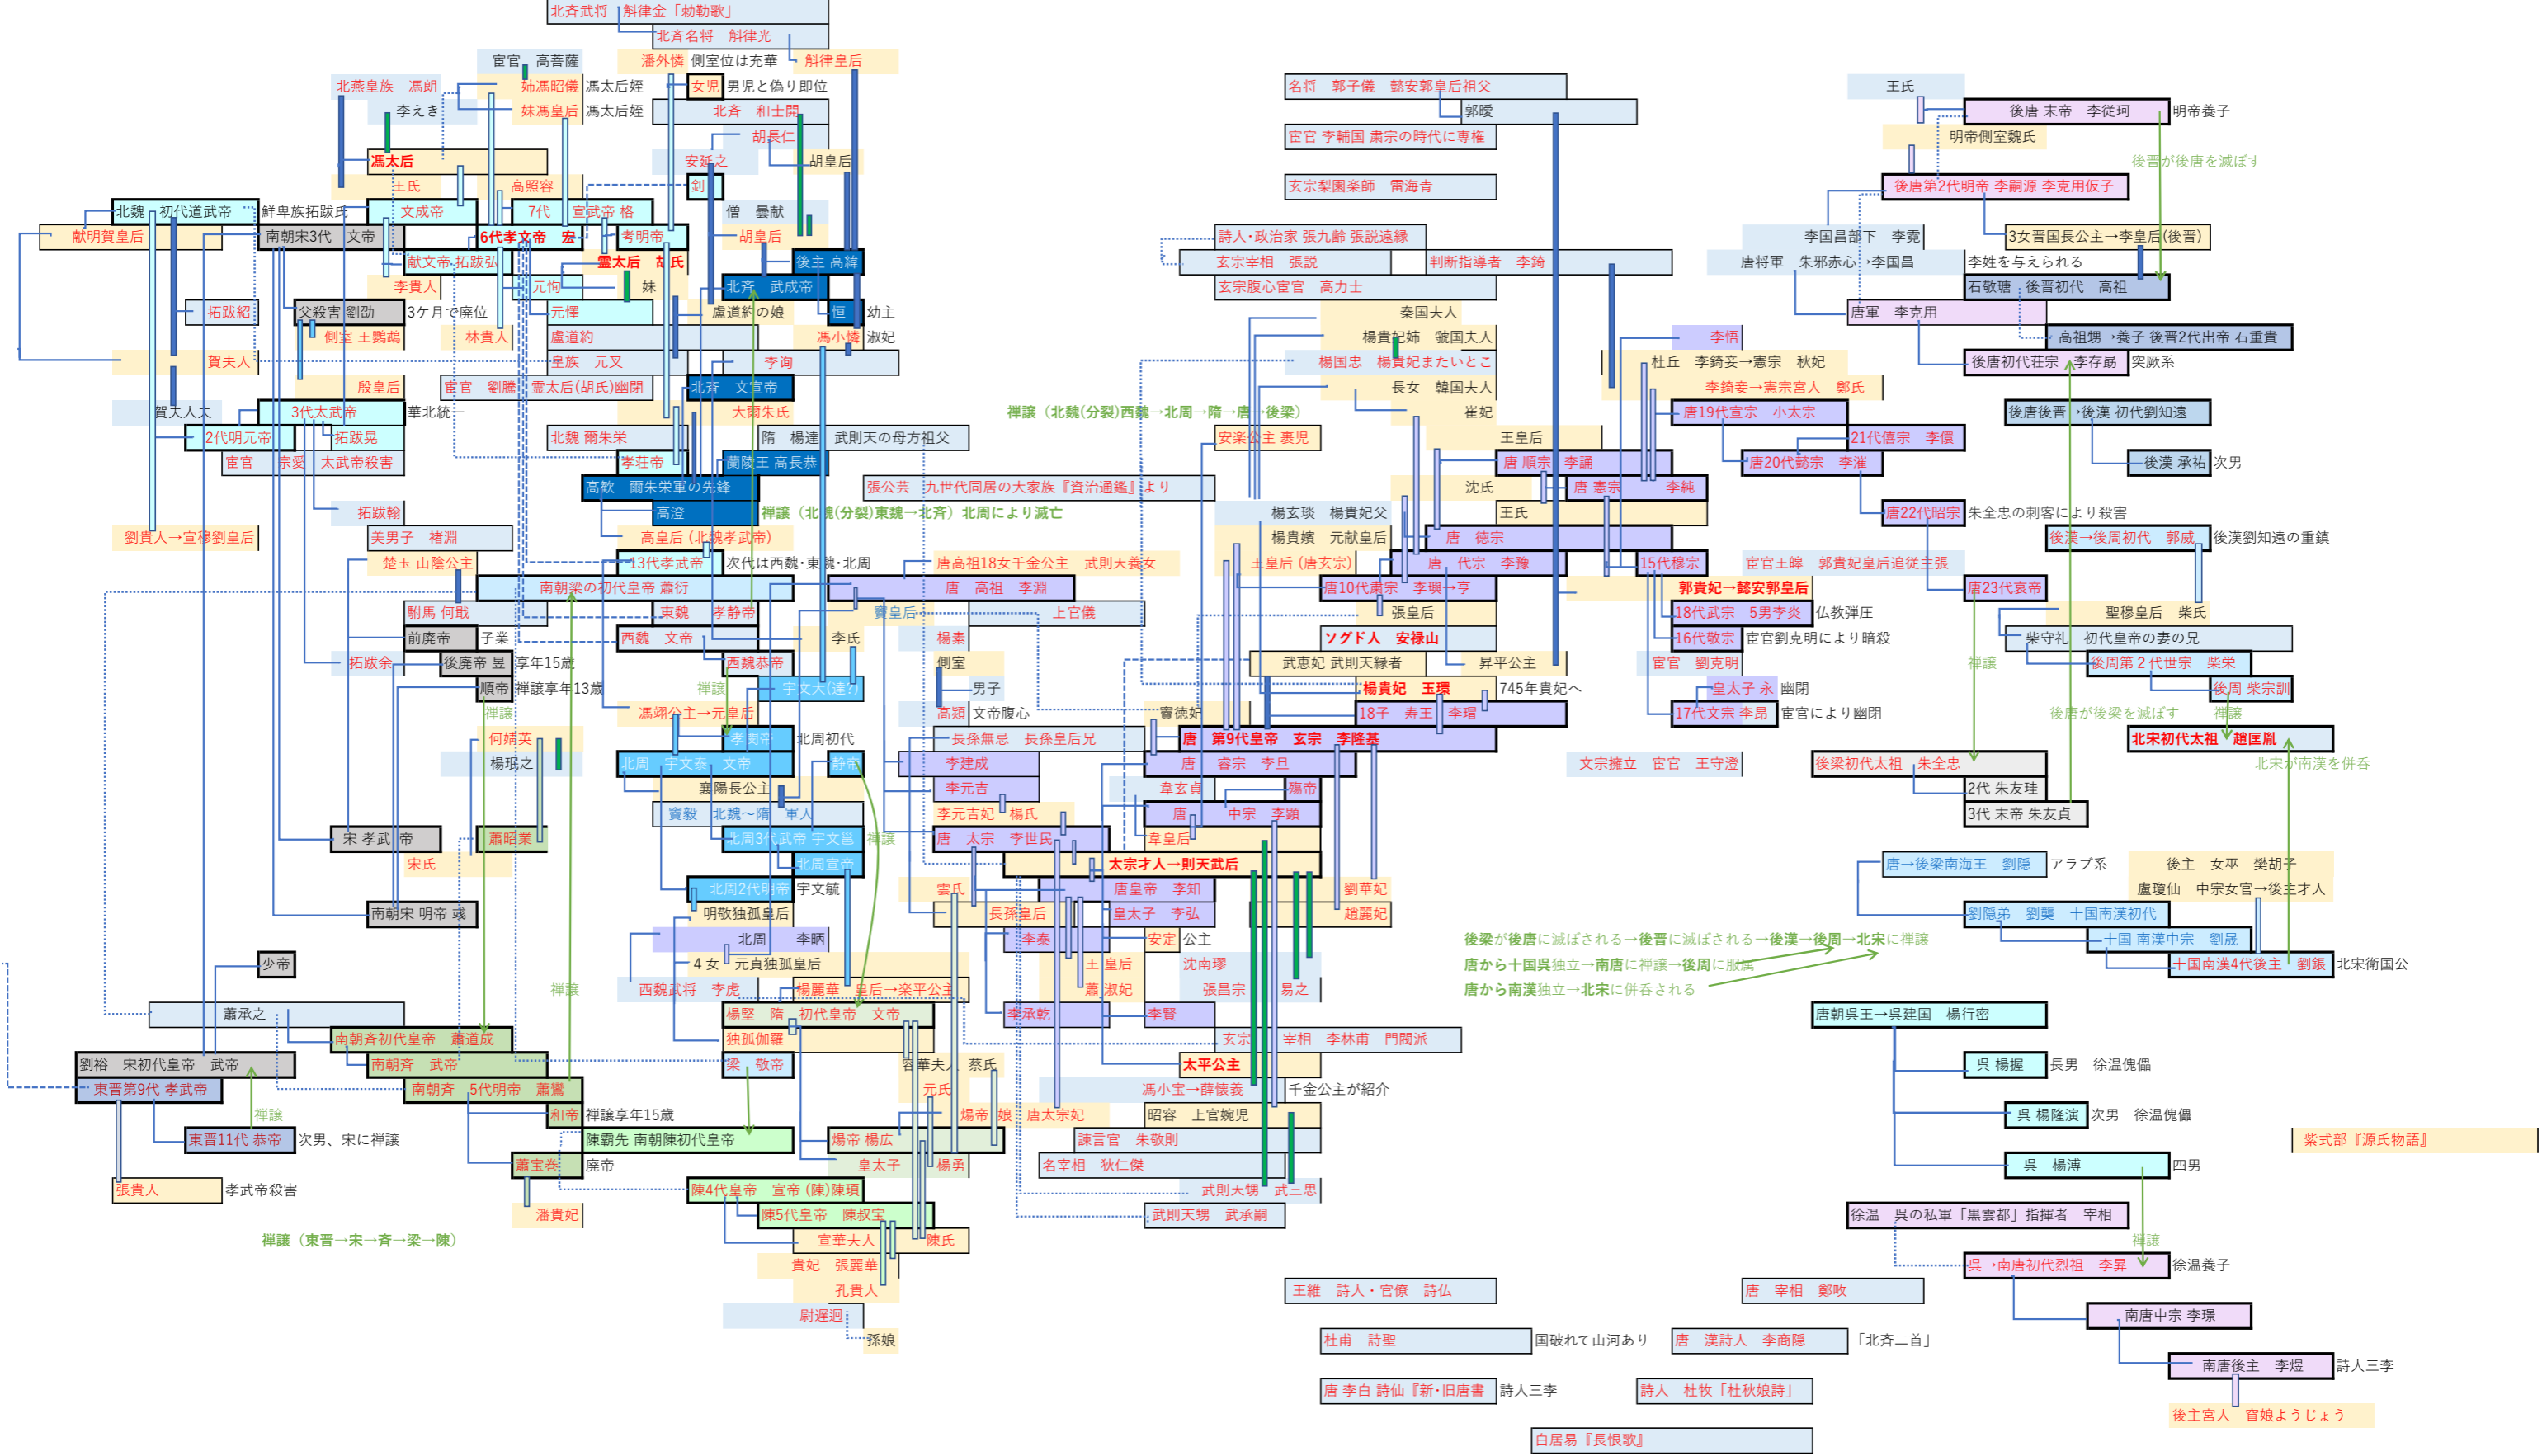 北斉武将　斛律金「勅勒歌」
北斉名将　斛律光
宦官　高菩薩
潘外憐 側室位は充華
斛律皇后
北燕皇族　馮朗
姉馮昭儀 馮太后姪
女児 男児と偽り即位
李えき
妹馮皇后 馮太后姪
北斉　和士開
胡長仁
馮太后
安延之
胡皇后
王氏
高照容
釗
北魏　初代道武帝 鮮卑族拓跋氏
文成帝
7代　宣武帝 格
僧　曇献
献明賀皇后
南朝宋3代　文帝
6代孝文帝　宏
考明帝
胡皇后
献文帝 拓跋弘
霊太后　胡氏
後主 高緯
李貴人
元恂
妹
北斉　武成帝
拓跋紹
父殺害 劉劭 3ケ月で廃位
元懌
盧道約の娘
恒 幼主
側室 王鸚鵡
林貴人
盧道約
馮小憐 淑妃
賀夫人
皇族　元叉
李询
殷皇后
宦官　劉騰　霊太后(胡氏)幽閉
北斉　文宣帝
賀夫人夫
3代太武帝 華北統一
大爾朱氏
2代明元帝
拓跋晃
北魏 爾朱栄
隋　楊達　武則天の母方祖父
宦官　宗愛　太武帝殺害
孝荘帝
蘭陵王 高長恭
高歓　爾朱栄軍の先鋒
張公芸　九世代同居の大家族『資治通鑑』より
拓跋翰
高澄
禅譲（北魏(分裂)東魏→北斉）北周により滅亡
劉貴人→宣穆劉皇后
美男子　褚淵
高皇后 (北魏孝武帝)
楚玉 山陰公主
13代孝武帝 次代は西魏･東魏･北周
唐高祖18女千金公主　武則天養女
南朝梁の初代皇帝 蕭衍
唐　高祖　李淵
駙馬 何戢
東魏　孝静帝
竇皇后
上官儀
前廃帝 子業
西魏　文帝
李氏
楊素
拓跋余
後廃帝 昱 享年15歳
西魏恭帝
側室
順帝 禅譲享年13歳
禅譲
男子
禅譲
馮翊公主→元皇后
高熲 文帝腹心
何婧英
孝閔帝 北周初代
長孫無忌　長孫皇后兄
楊珉之
北周　宇文泰　文帝
静帝
李建成
襄陽長公主
李元吉
竇毅　北魏～隋　軍人
李元吉妃　楊氏
宋 孝武　帝
蕭昭業
北周3代武帝 宇文邕
禅譲
唐　太宗　李世民
宋氏
北周宣帝
太宗才人→則天武后
北周2代明帝 宇文毓
雲氏
唐皇帝　李知
劉華妃
南朝宋 明帝 彧
明敬独孤皇后
長孫皇后
皇太子　李弘
趙麗妃
北周　李昞
李泰
安定 公主
少帝
4 女　元貞独孤皇后
王 皇后
沈南璆
西魏武将　李虎
楊麗華　皇后→楽平公主
蕭 淑妃
張昌宗　易之
禅譲
蕭承之
楊堅　隋　初代皇帝　文帝
李承乾
李賢
南朝斉初代皇帝　蕭道成
独孤伽羅
玄宗　宰相　李林甫　門閥派
劉裕　宋初代皇帝　武帝
南朝斉　武帝
梁　敬帝
容華夫人　蔡氏
太平公主
東晋第9代 孝武帝
南朝斉　5代明帝　蕭鸞
元氏
馮小宝→薛懐義 千金公主が紹介
禅譲
和帝 禅譲享年15歳
煬帝　娘　唐太宗妃
昭容　上官婉児
東晋11代 恭帝 次男、宋に禅譲
陳霸先 南朝陳初代皇帝
煬帝 楊広
諫言官　朱敬則
蕭宝巻 廃帝
皇太子　楊勇
名宰相　狄仁傑
張貴人 孝武帝殺害
陳4代皇帝　宣帝 (陳)陳頊
武則天甥　武三思
潘貴妃
陳5代皇帝　陳叔宝
武則天甥　武承嗣
禅譲（東晋→宋→斉→梁→陳）
宣華夫人　陳氏
貴妃　張麗華
孔貴人
尉遅迥
孫娘
名将　郭子儀　懿安郭皇后祖父
郭曖
宦官 李輔国 粛宗の時代に専権
玄宗梨園楽師　雷海青
詩人･政治家 張九齢 張説遠縁
玄宗宰相　張説
判断指導者　李錡
玄宗腹心宦官　高力士
秦国夫人
楊貴妃姉　虢国夫人
李悟
楊国忠　楊貴妃またいとこ
杜丘　李錡妾→憲宗　秋妃
長女　韓国夫人
李錡妾→憲宗宮人　鄭氏
禅譲（北魏(分裂)西魏→北周→隋→唐→後梁）
崔妃
唐19代宣宗　小太宗
安楽公主 裹児
王皇后
21代僖宗　李儇
唐 順宗　李誦
唐20代懿宗　李漼
沈氏
唐 憲宗　李純
楊玄琰　楊貴妃父
王氏
唐22代昭宗 朱全忠の刺客により殺害
楊貴嬪　元献皇后
唐　徳宗
王皇后 (唐玄宗)
唐　代宗　李豫
15代穆宗
宦官王皞　郭貴妃皇后追従主張
唐10代粛宗　李璵→亨
郭貴妃→懿安郭皇后
唐23代哀帝
張皇后
18代武宗　5男李炎 仏教弾圧
ソグド人　安禄山
16代敬宗 宦官劉克明により暗殺
武恵妃 武則天縁者
昇平公主
宦官　劉克明
禅譲
楊貴妃　玉環 745年貴妃へ
皇太子 永 幽閉
竇徳妃
18子　寿王　李瑁
17代文宗 李昂 宦官により幽閉
唐　第9代皇帝　玄宗　李隆基
唐　睿宗　李旦
文宗擁立　宦官　王守澄
韋玄貞
殤帝
唐　中宗　李顕
韋皇后
王氏
後唐 末帝　李従珂 明帝養子
明帝側室魏氏
後晋が後唐を滅ぼす
後唐第2代明帝 李嗣源 李克用仮子
李国昌部下　李霓
3女晋国長公主→李皇后(後晋)
唐将軍　朱邪赤心→李国昌 李姓を与えられる
石敬瑭　後晋初代　高祖
唐軍　李克用
高祖甥→養子 後晋2代出帝 石重貴
後唐初代荘宗　李存勗 突厥系
後唐後晋→後漢 初代劉知遠
後漢 承祐 次男
後漢→後周初代　郭威 後漢劉知遠の重鎮
聖穆皇后　柴氏
柴守礼　初代皇帝の妻の兄
後周第２代世宗　柴栄
後周 柴宗訓
後唐が後梁を滅ぼす
禅譲
北宋初代太祖　趙匡胤
後梁初代太祖　朱全忠
北宋が南漢を併呑
2代 朱友珪
3代 末帝 朱友貞
唐→後梁南海王　劉隠 アラブ系
後主　女巫　樊胡子
盧瓊仙　中宗女官→後主才人
劉隠弟　劉龑　十国南漢初代
後梁が後唐に滅ぼされる→後晋に滅ぼされる→後漢→後周→北宋に禅譲
十国 南漢中宗　劉晟
唐から十国呉独立→南唐に禅譲→後周に服属
十国南漢4代後主　劉鋹 北宋衛国公
唐から南漢独立→北宋に併呑される
唐朝呉王→呉建国　楊行密
呉 楊握 長男　徐温傀儡
呉 楊隆演 次男　徐温傀儡
紫式部『源氏物語』
呉　楊溥 四男
徐温　呉の私軍「黒雲都」指揮者　宰相
禅譲
呉→南唐初代烈祖　李昪 徐温養子
王維　詩人・官僚　詩仏
唐　宰相　鄭畋
南唐中宗 李璟
杜甫　詩聖 国破れて山河あり
唐　漢詩人　李商隠 「北斉二首」
南唐後主　李煜 詩人三李
唐 李白 詩仙『新･旧唐書 詩人三李
詩人　杜牧「杜秋娘詩」
後主宮人　窅娘ようじょう
白居易『長恨歌』